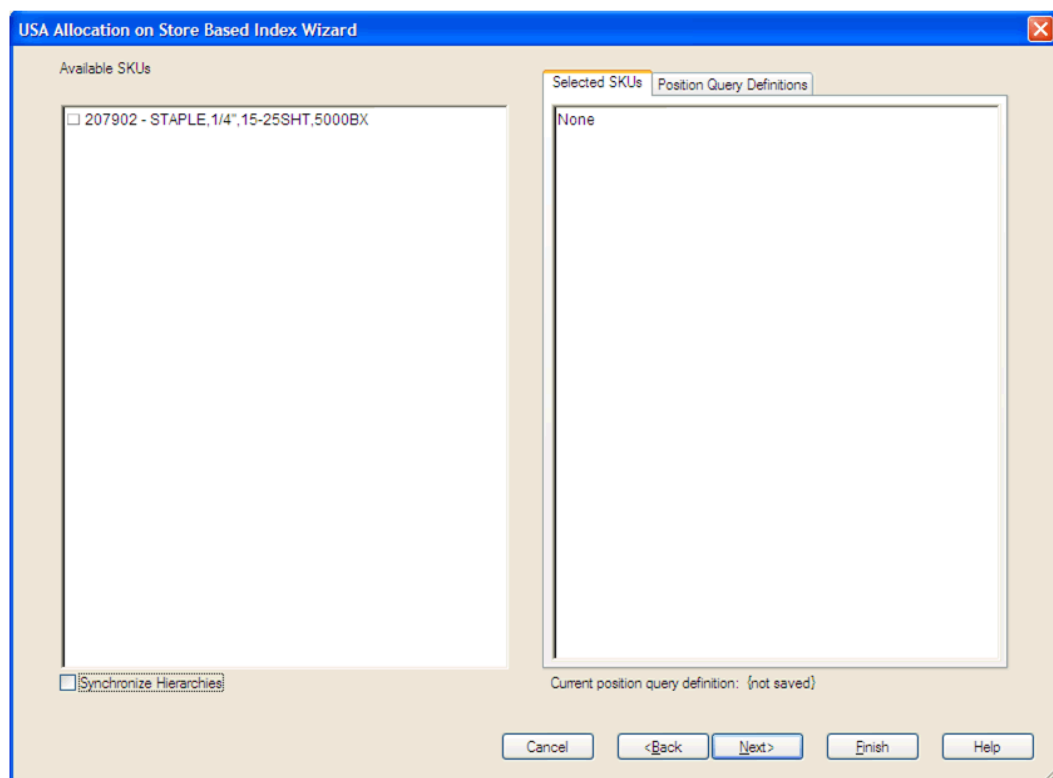 USA Allocation on Store Based Index Wizard
Available SKUs
207902 - STAPLE,1/4",15-25SHT,5000BX
Synchronize Hierarchies
Selected SKUs
Position Query Definitions
None
Current position query definition: {not saved}
Cancel
<Back
Next>
Finish
Help